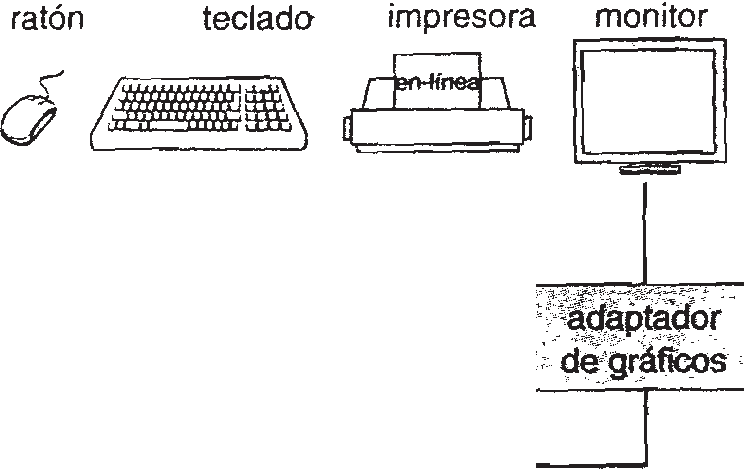 ratón teclado impresora monitor
en-línea
adaptador
de gráficos